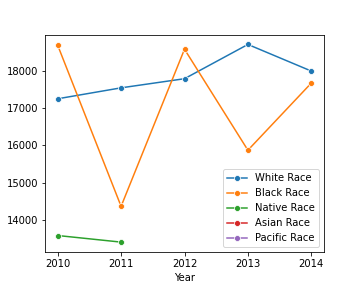 18000
17000
16000
15000
14000
White Race
Black Race
Native Race
Asian Race
Pacific Race
2010 2011 2012 2013 2014
Year